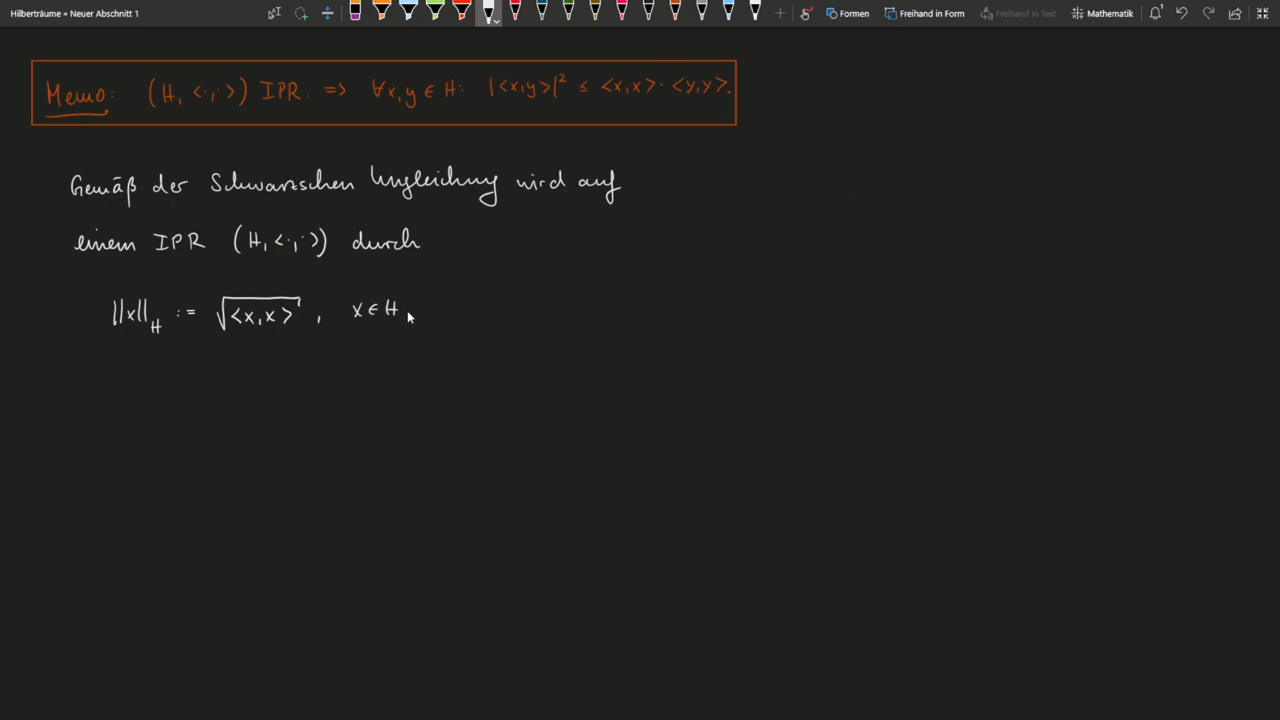 Hilberträume » Neuer Abschnitt 1
Formen
Freihand in Form
Freihand in Text
Mathematik
Memo: (H, <·,·>) IPR. => ∀x,y ∈ H: |<x,y>|² ≤ <x,x>·<y,y>.
Gemäß der Schwarzschen Ungleichung wird auf
einem IPR (H, <·,·>) durch
||x||_H := √<x,x> , x ∈ H